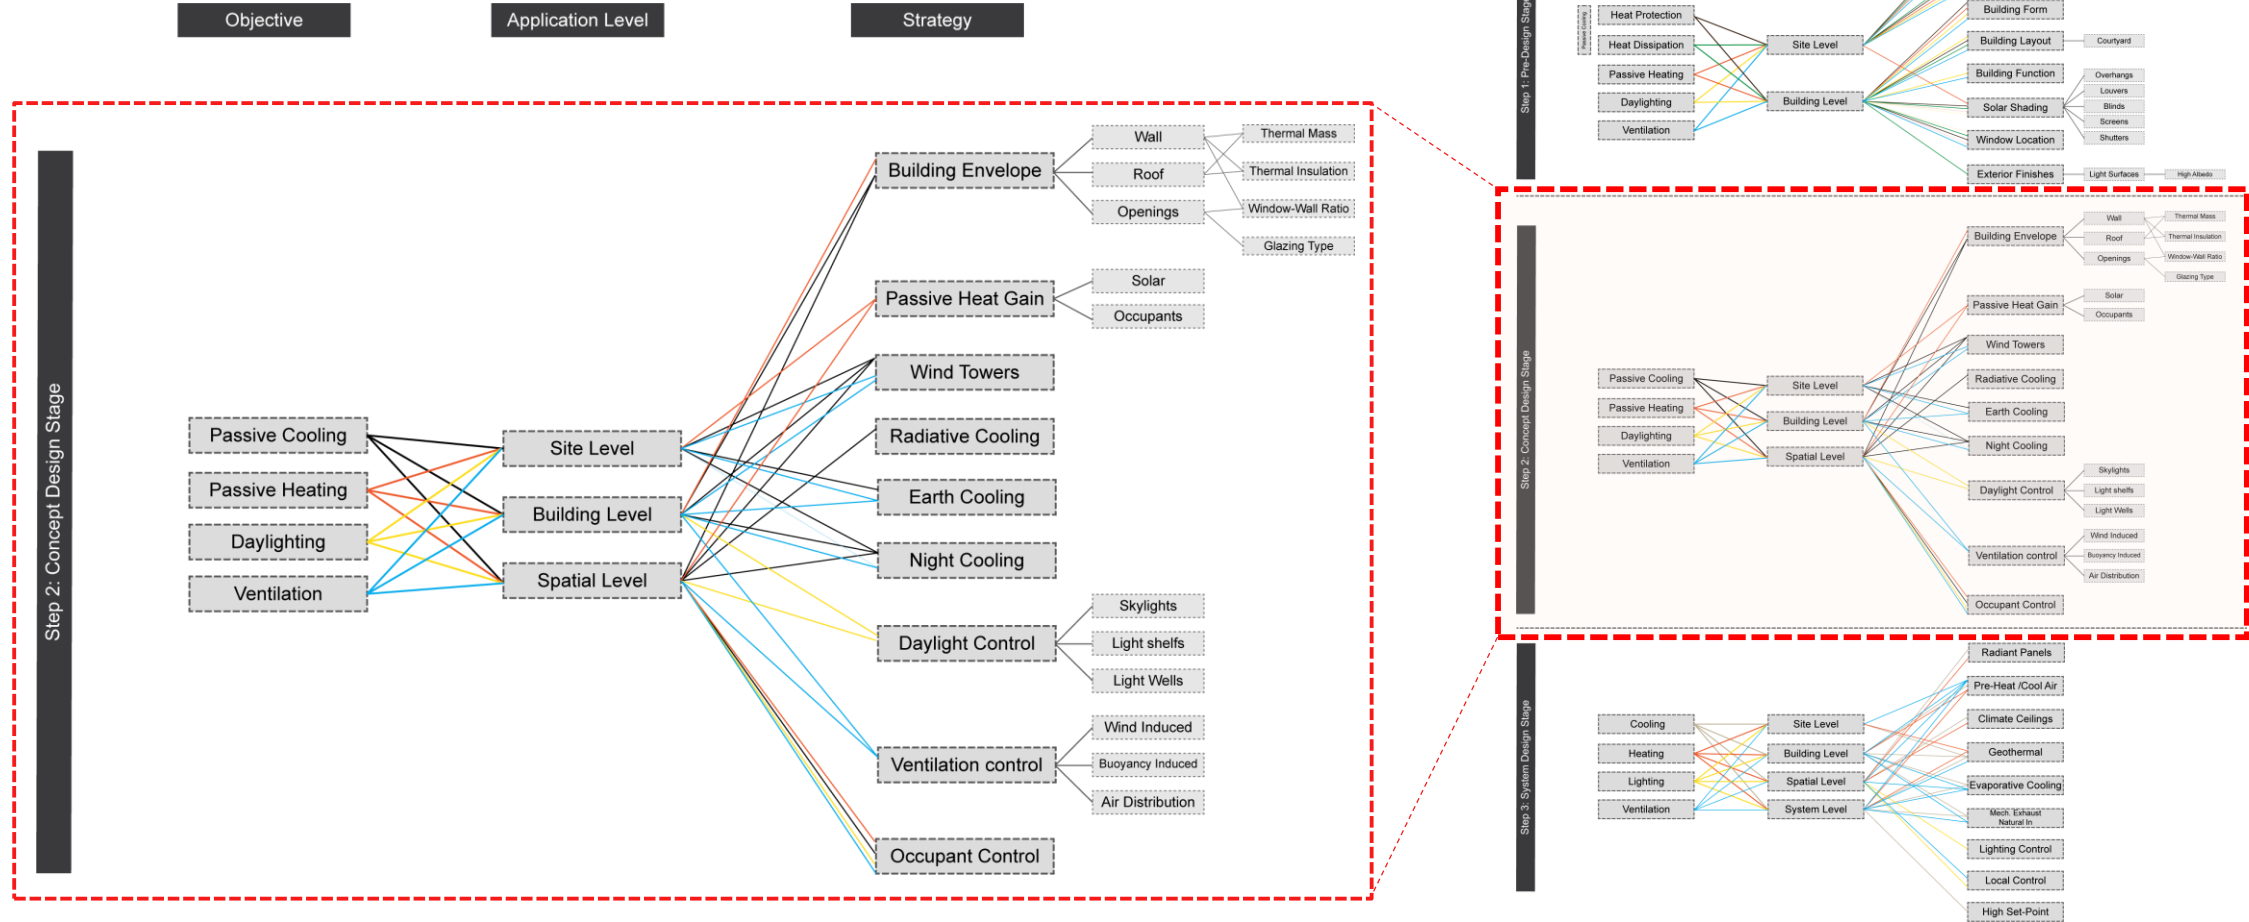 Objective
Application Level
Strategy
Step 2: Concept Design Stage
Passive Cooling
Passive Heating
Daylighting
Ventilation
Site Level
Building Level
Spatial Level
Building Envelope
Wall
Roof
Openings
Thermal Mass
Thermal Insulation
Window-Wall Ratio
Glazing Type
Passive Heat Gain
Solar
Occupants
Wind Towers
Radiative Cooling
Earth Cooling
Night Cooling
Daylight Control
Skylights
Light shelfs
Light Wells
Ventilation control
Wind Induced
Buoyancy Induced
Air Distribution
Occupant Control
Step 1: Pre-Design Stage
Passive Cooling
Heat Protection
Heat Dissipation
Passive Heating
Daylighting
Ventilation
Site Level
Building Level
Building Form
Building Layout
Courtyard
Building Function
Solar Shading
Overhangs
Louvers
Blinds
Screens
Shutters
Window Location
Exterior Finishes
Light Surfaces
High Albedo
Step 2: Concept Design Stage
Passive Cooling
Passive Heating
Daylighting
Ventilation
Site Level
Building Level
Spatial Level
Building Envelope
Wall
Roof
Openings
Thermal Mass
Thermal Insulation
Window-Wall Ratio
Glazing Type
Passive Heat Gain
Solar
Occupants
Wind Towers
Radiative Cooling
Earth Cooling
Night Cooling
Daylight Control
Skylights
Light shelfs
Light Wells
Ventilation control
Wind Induced
Buoyancy Induced
Air Distribution
Occupant Control
Step 3: System Design Stage
Cooling
Heating
Lighting
Ventilation
Site Level
Building Level
Spatial Level
System Level
Radiant Panels
Pre-Heat /Cool Air
Climate Ceilings
Geothermal
Evaporative Cooling
Mech. Exhaust
Natural In
Lighting Control
Local Control
High Set-Point